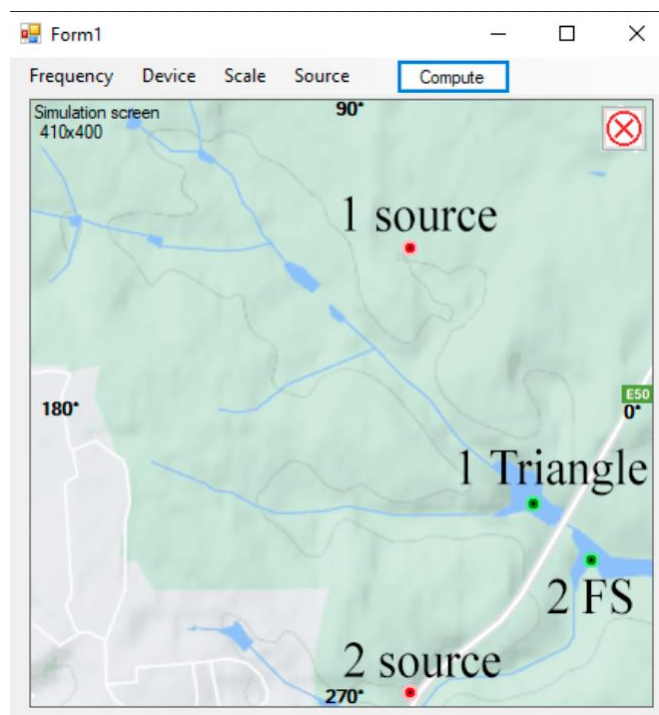 Form1
Frequency Device Scale Source Compute
Simulation screen
410x400
90°
1 source
180°
E50
0°
1 Triangle
2 FS
2 source
270°